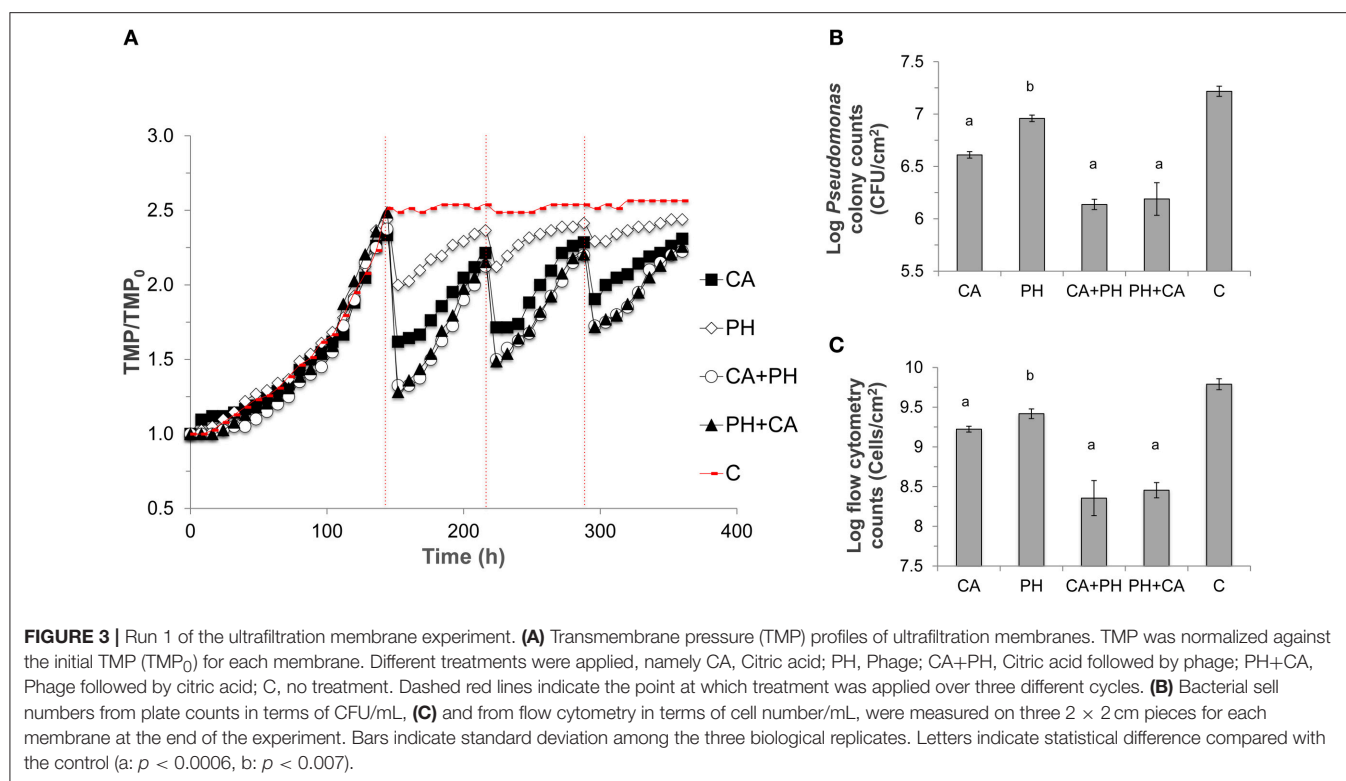 A
3.0
2.5
2.0
1.5
1.0
0.5
TMP/TMP₀
0
100
200
300
400
Time (h)
CA
PH
CA+PH
PH+CA
C
B
7.5
7
6.5
6
5.5
Log Pseudomonas
colony counts
(CFU/cm²)
a
b
a
a
CA
PH
CA+PH
PH+CA
C
C
10
9.5
9
8.5
8
7.5
Log flow cytometry
counts (Cells/cm²)
a
b
a
a
CA
PH
CA+PH
PH+CA
C
FIGURE 3 | Run 1 of the ultrafiltration membrane experiment. (A) Transmembrane pressure (TMP) profiles of ultrafiltration membranes. TMP was normalized against
the initial TMP (TMP₀) for each membrane. Different treatments were applied, namely CA, Citric acid; PH, Phage; CA+PH, Citric acid followed by phage; PH+CA,
Phage followed by citric acid; C, no treatment. Dashed red lines indicate the point at which treatment was applied over three different cycles. (B) Bacterial sell
numbers from plate counts in terms of CFU/mL, (C) and from flow cytometry in terms of cell number/mL, were measured on three 2 × 2 cm pieces for each
membrane at the end of the experiment. Bars indicate standard deviation among the three biological replicates. Letters indicate statistical difference compared with
the control (a: p < 0.0006, b: p < 0.007).